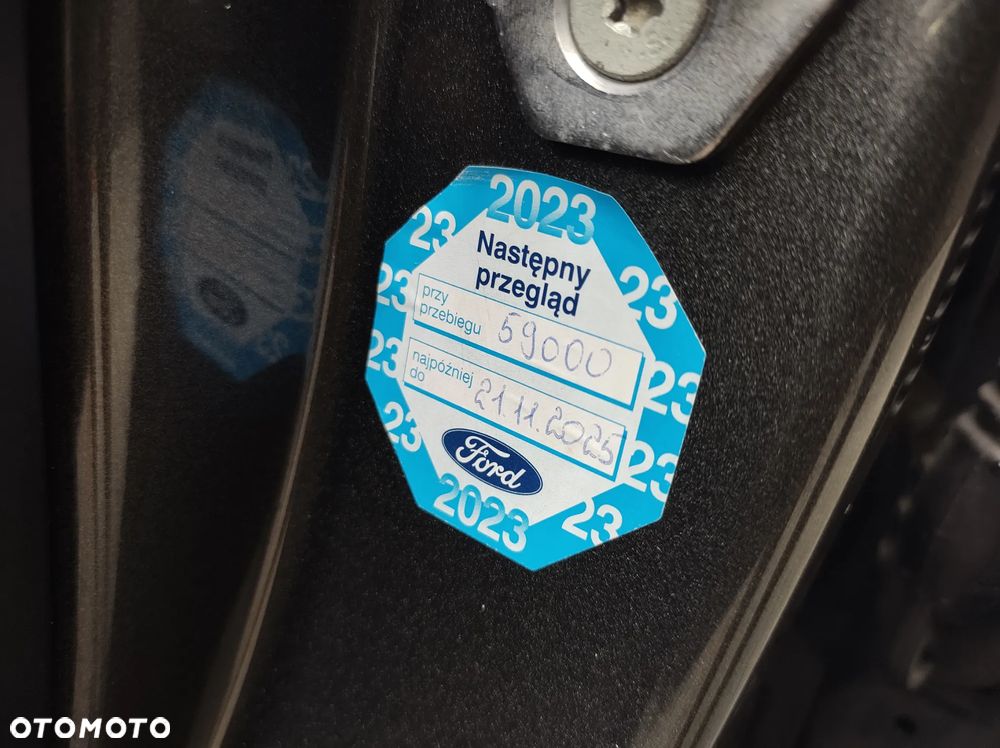 2023
23
23
23
23
23
23
23
23
Następny
przegląd
przy
przebiegu 59000
najpóźniej
do 21.11.2025
Ford
2023
OTOMOTO